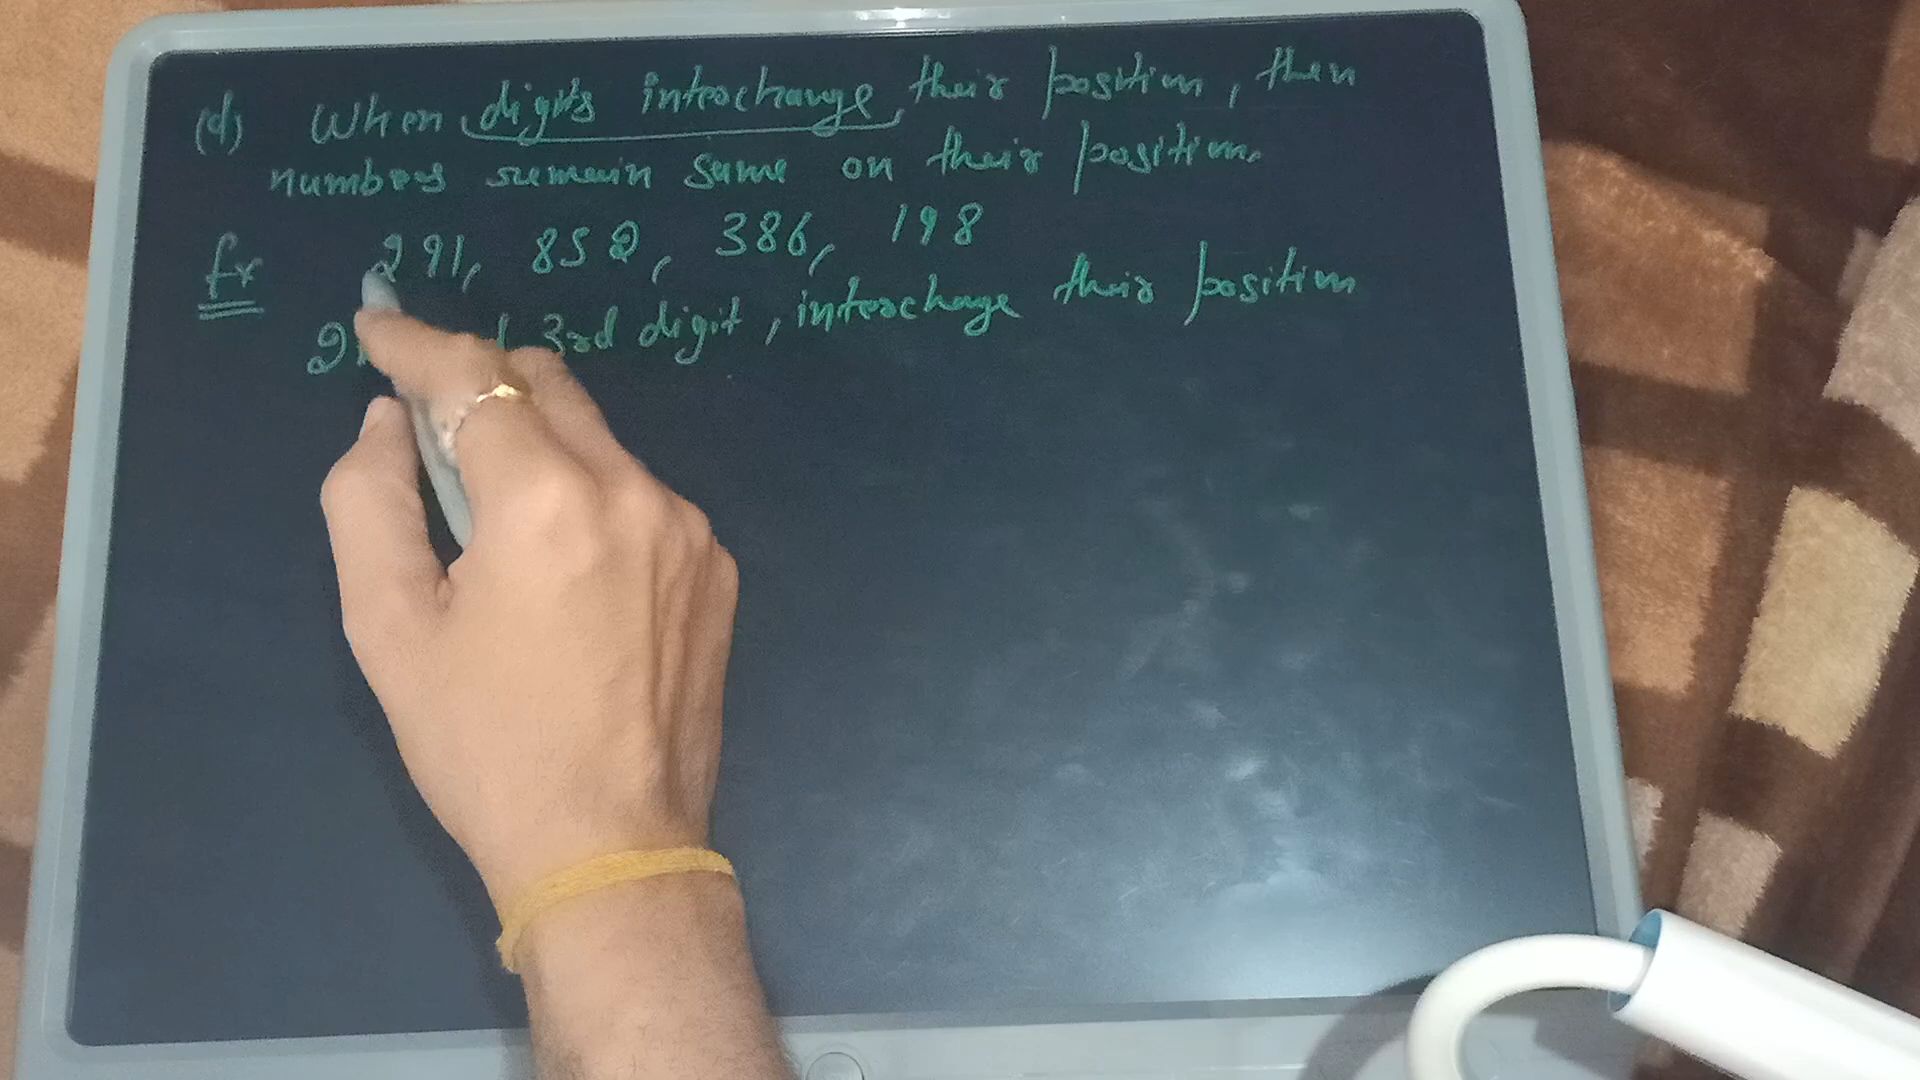 (d) When digits interchange their position, then
numbers remain same on their position.
Ex 291, 852, 386, 198
3rd digit, interchange their position